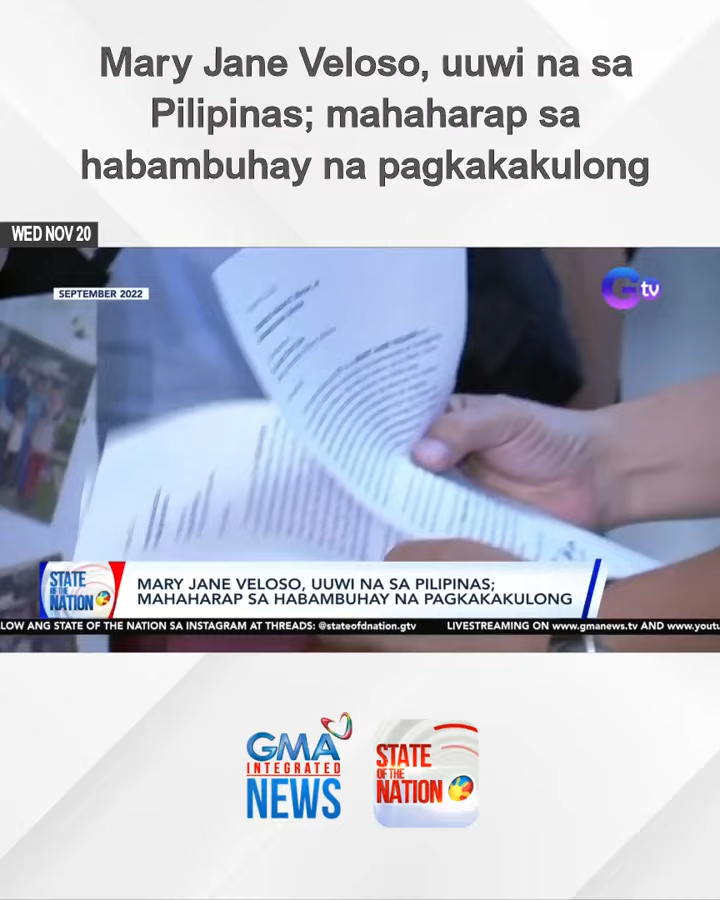 Mary Jane Veloso, uuwi na sa
Pilipinas; mahaharap sa
habambuhay na pagkakakulong
WED NOV 20
SEPTEMBER 2022
G tv
STATE
OF THE
NATION
MARY JANE VELOSO, UUWI NA SA PILIPINAS;
MAHAHARAP SA HABAMBUHAY NA PAGKAKAKULONG
LOW ANG STATE OF THE NATION SA INSTAGRAM AT THREADS: @stateofdnation.gtv LIVESTREAMING ON www.gmanews.tv AND www.youtu
GMA
INTEGRATED
NEWS
STATE
OF THE
NATION